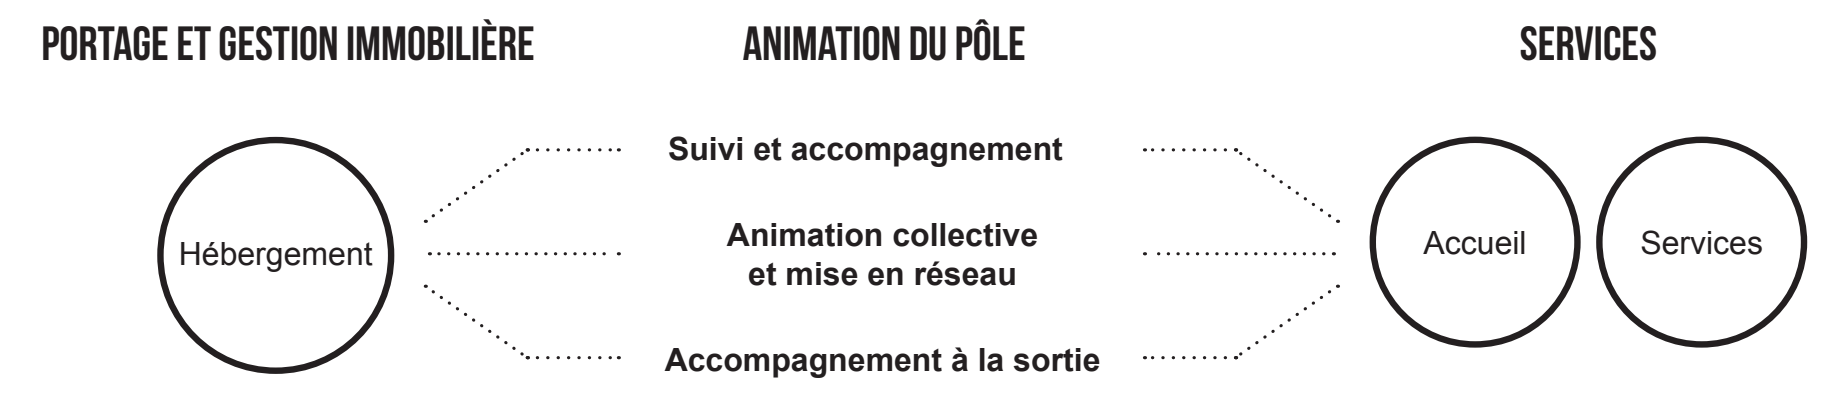 PORTAGE ET GESTION IMMOBILIÈRE
ANIMATION DU PÔLE
SERVICES
Hébergement
Suivi et accompagnement
Animation collective
et mise en réseau
Accompagnement à la sortie
Accueil
Services